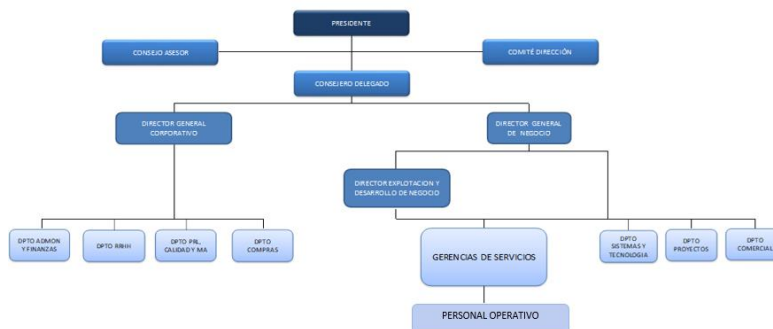 PRESIDENTE
CONSEJO ASESOR
COMITÉ DIRECCIÓN
CONSEJERO DELEGADO
DIRECTOR GENERAL
CORPORATIVO
DIRECTOR GENERAL
DE NEGOCIO
DIRECTOR EXPLOTACION Y
DESARROLLO DE NEGOCIO
DPTO ADMON
Y FINANZAS
DPTO RRHH
DPTO PRL,
CALIDAD Y MA
DPTO
COMPRAS
GERENCIAS DE SERVICIOS
DPTO
SISTEMAS Y
TECNOLOGIA
DPTO
PROYECTOS
DPTO
COMERCIAL
PERSONAL OPERATIVO